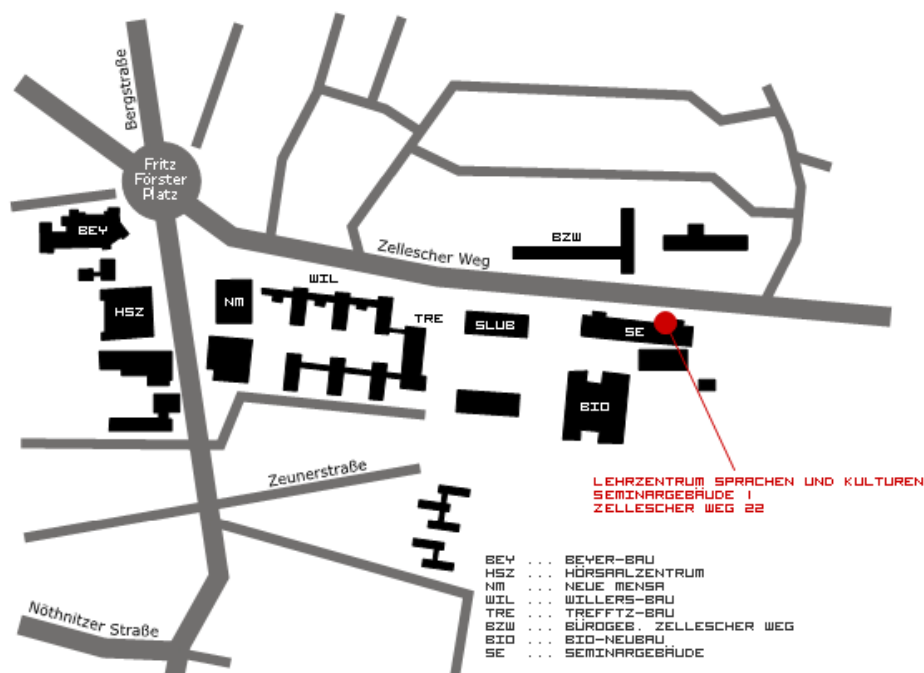 Bergstraße
Fritz
Förster
Platz
BEY
Zellescher Weg
BZW
WIL
HSZ
NM
TRE
SLUB
SE
BIO
Zeunerstraße
LEHRZENTRUM SPRACHEN UND KULTUREN
SEMINARGEBÄUDE 1
ZELLESCHER WEG 22
BEY ... BEYER-BAU
HSZ ... HÖRSAALZENTRUM
NM ... NEUE MENSA
WIL ... WILLERS-BAU
TRE ... TREFFTZ-BAU
BZW ... BÜROGEB. ZELLESCHER WEG
BIO ... BIO-NEUBAU
SE ... SEMINARGEBÄUDE
Nöthnitzer Straße